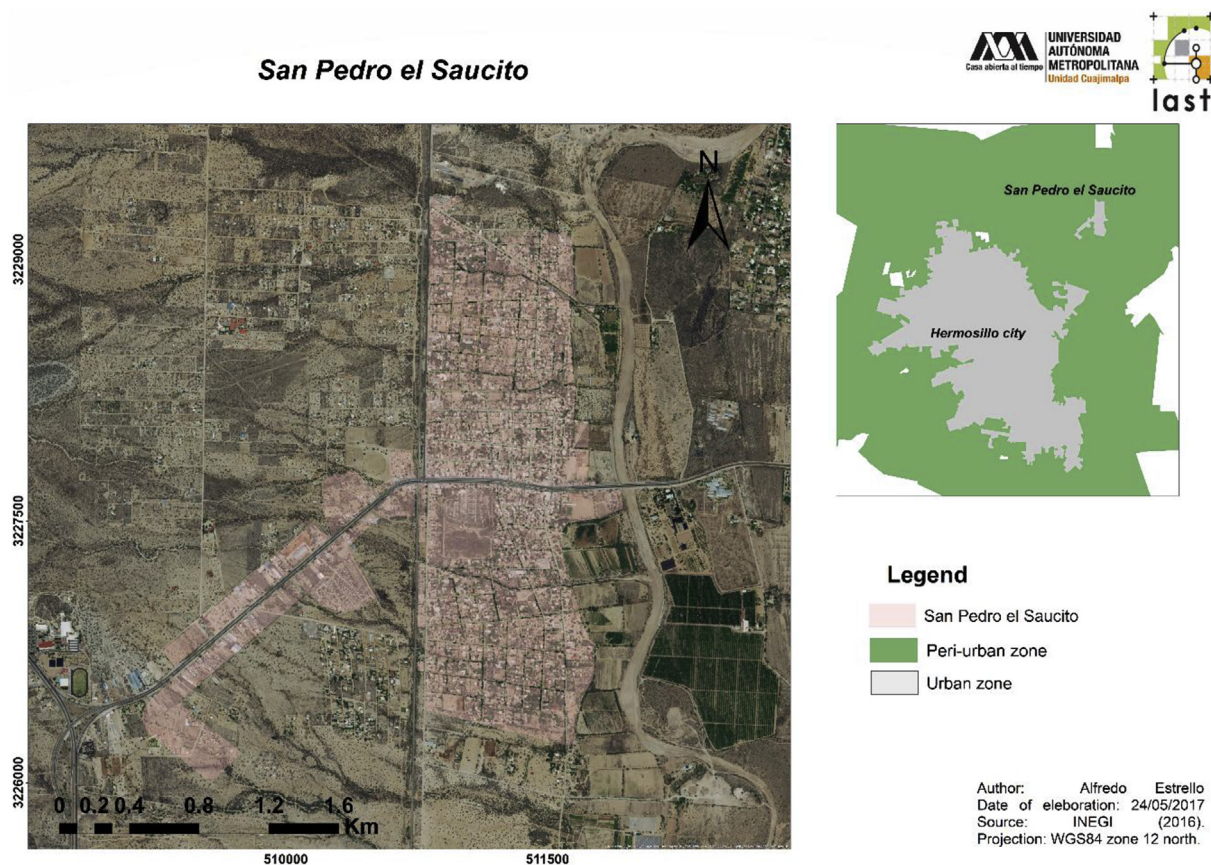 San Pedro el Saucito
Casa abierta al tiempo
UNIVERSIDAD
AUTÓNOMA
METROPOLITANA
Unidad Cuajimalpa
last
N
3229000
3227500
3226000
0 0.2 0.4 0.8 1.2 1.6
Km
510000 511500
San Pedro el Saucito
Hermosillo city
Legend
San Pedro el Saucito
Peri-urban zone
Urban zone
Author: Alfredo Estrello
Date of eleboration: 24/05/2017
Source: INEGI (2016).
Projection: WGS84 zone 12 north.